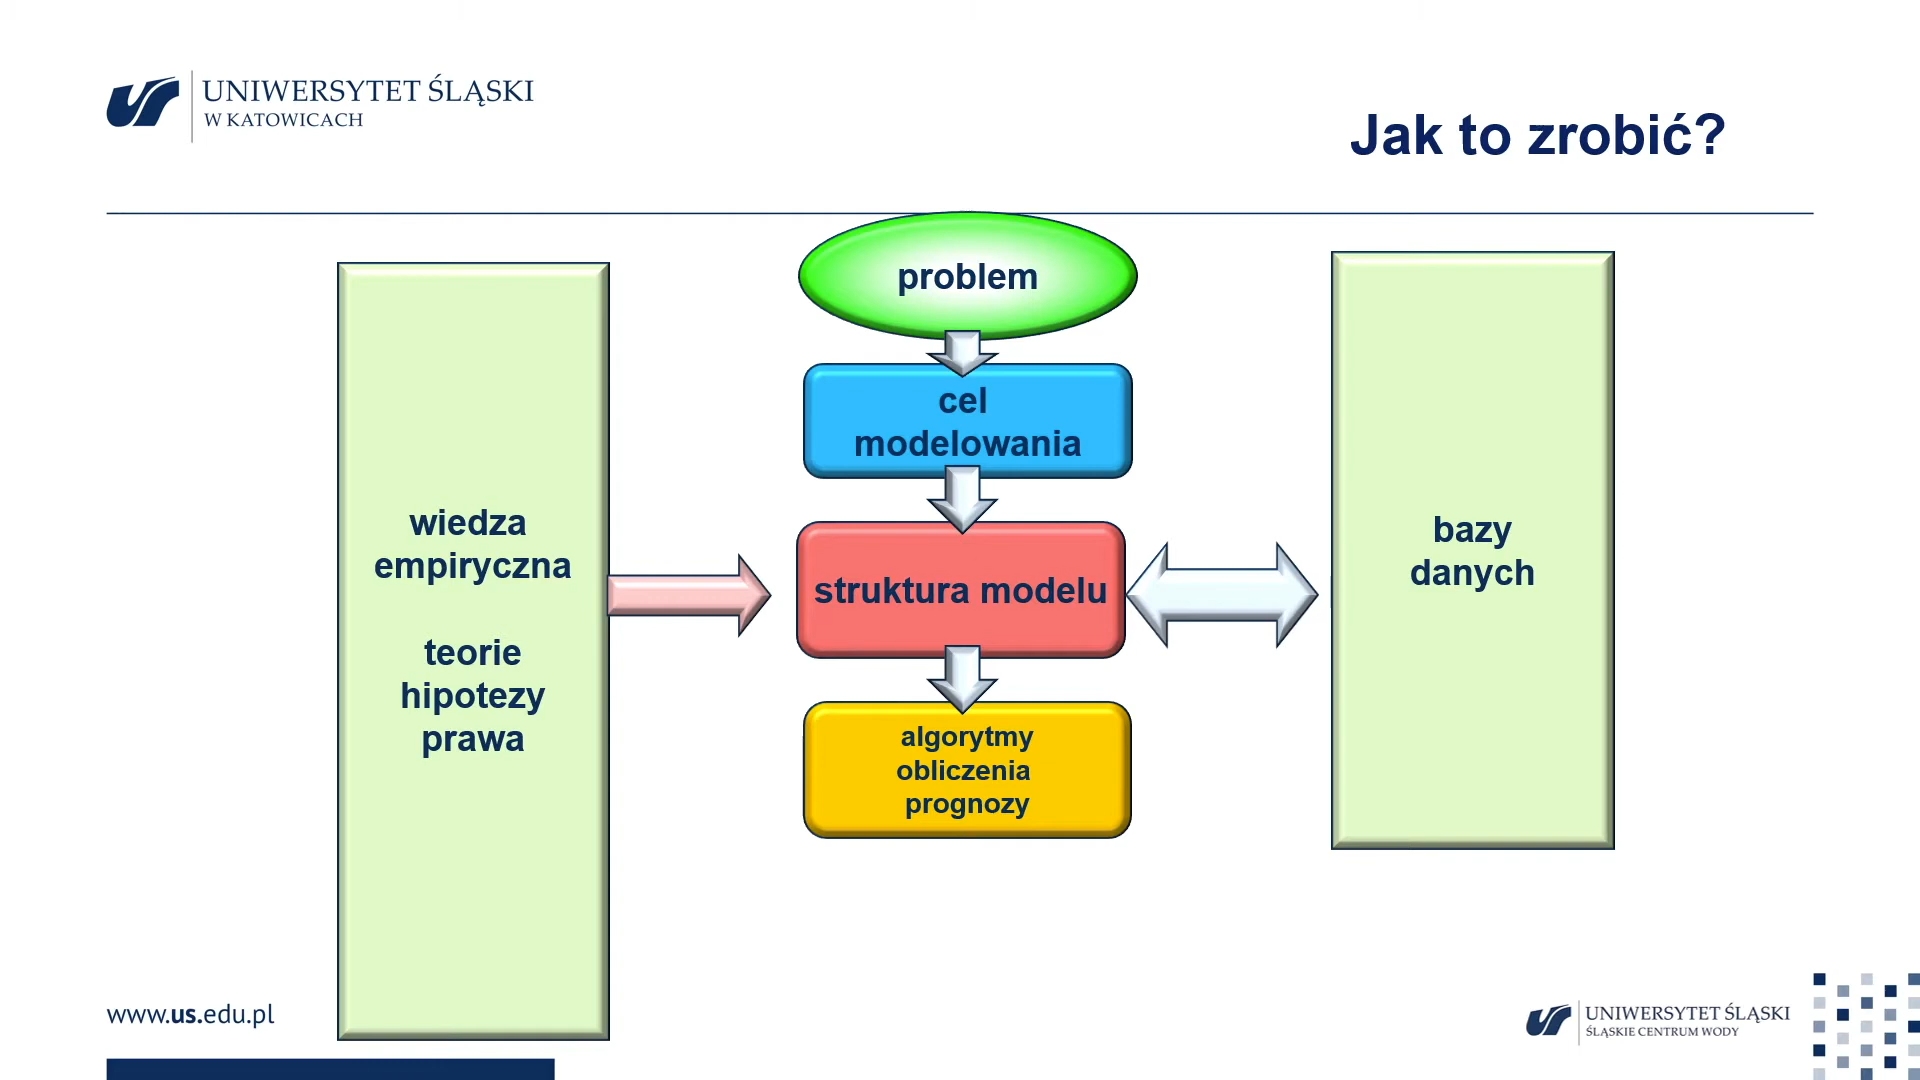 UNIWERSYTET ŚLĄSKI
W KATOWICACH
Jak to zrobić?
problem
cel
modelowania
wiedza
empiryczna
teorie
hipotezy
prawa
struktura modelu
bazy
danych
algorytmy
obliczenia
prognozy
www.us.edu.pl
UNIWERSYTET ŚLĄSKI
ŚLĄSKIE CENTRUM WODY